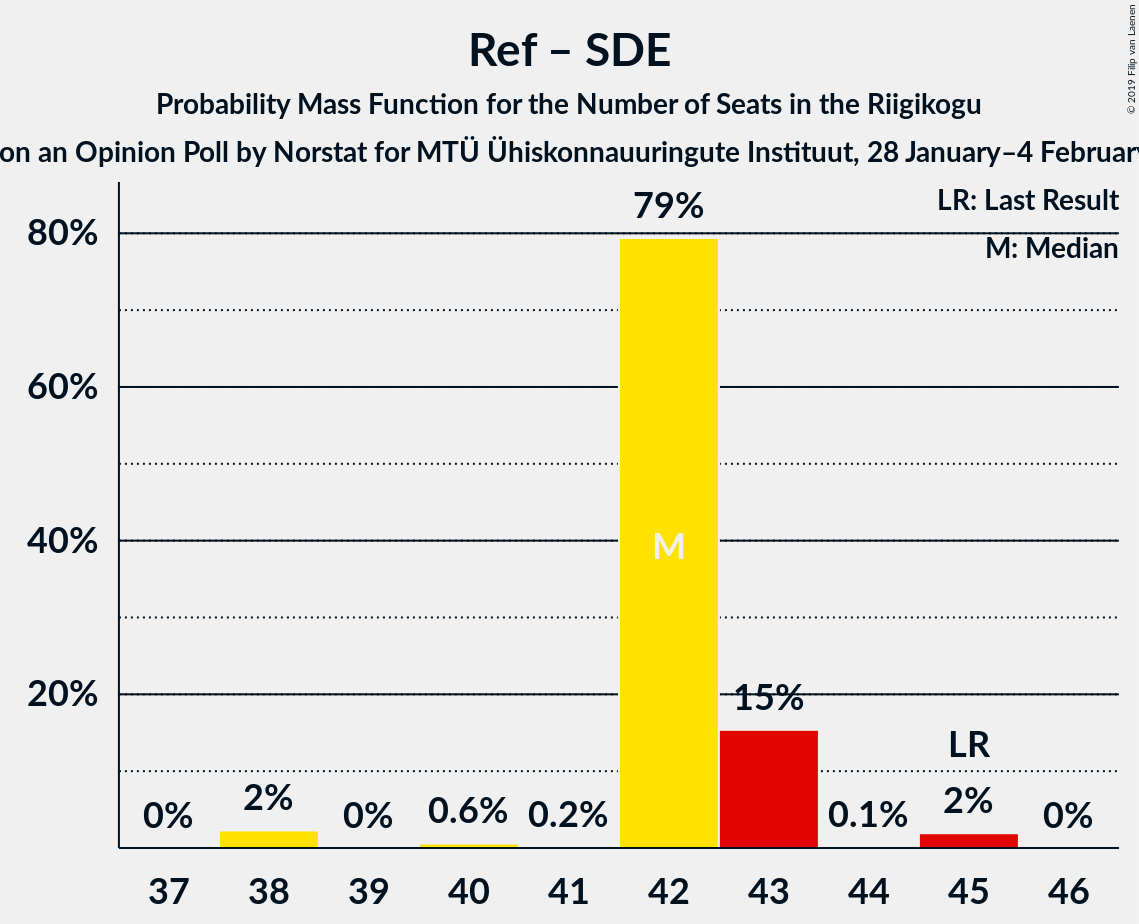 Ref – SDE
Probability Mass Function for the Number of Seats in the Riigikogu
on an Opinion Poll by Norstat for MTÜ Ühiskonnauuringute Instituut, 28 January–4 February
© 2019 Filip van Laenen
LR: Last Result
M: Median
80%
60%
40%
20%
0%
2%
0%
0.6%
0.2%
79%
M
15%
0.1%
LR
2%
0%
37 38 39 40 41 42 43 44 45 46